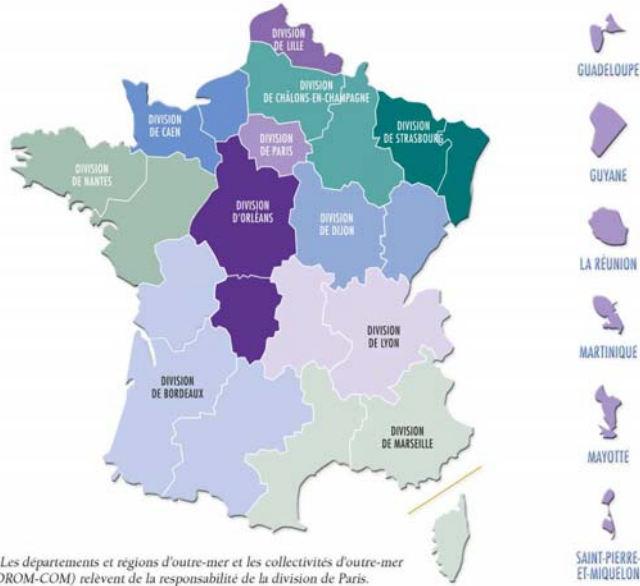 DIVISION
DE LILLE
DIVISION
DE CHÂLONS-EN-CHAMPAGNE
DIVISION
DE CAEN
DIVISION
DE PARIS
DIVISION
DE STRASBOURG
DIVISION
DE NANTES
DIVISION
D'ORLÉANS
DIVISION
DE DIJON
DIVISION
DE LYON
DIVISION
DE BORDEAUX
DIVISION
DE MARSEILLE
GUADELOUPE
GUYANE
LA RÉUNION
MARTINIQUE
MAYOTTE
SAINT-PIERRE-
ET-MIQUELON
Les départements et régions d'outre-mer et les collectivités d'outre-mer
DROM-COM) relèvent de la responsabilité de la division de Paris.